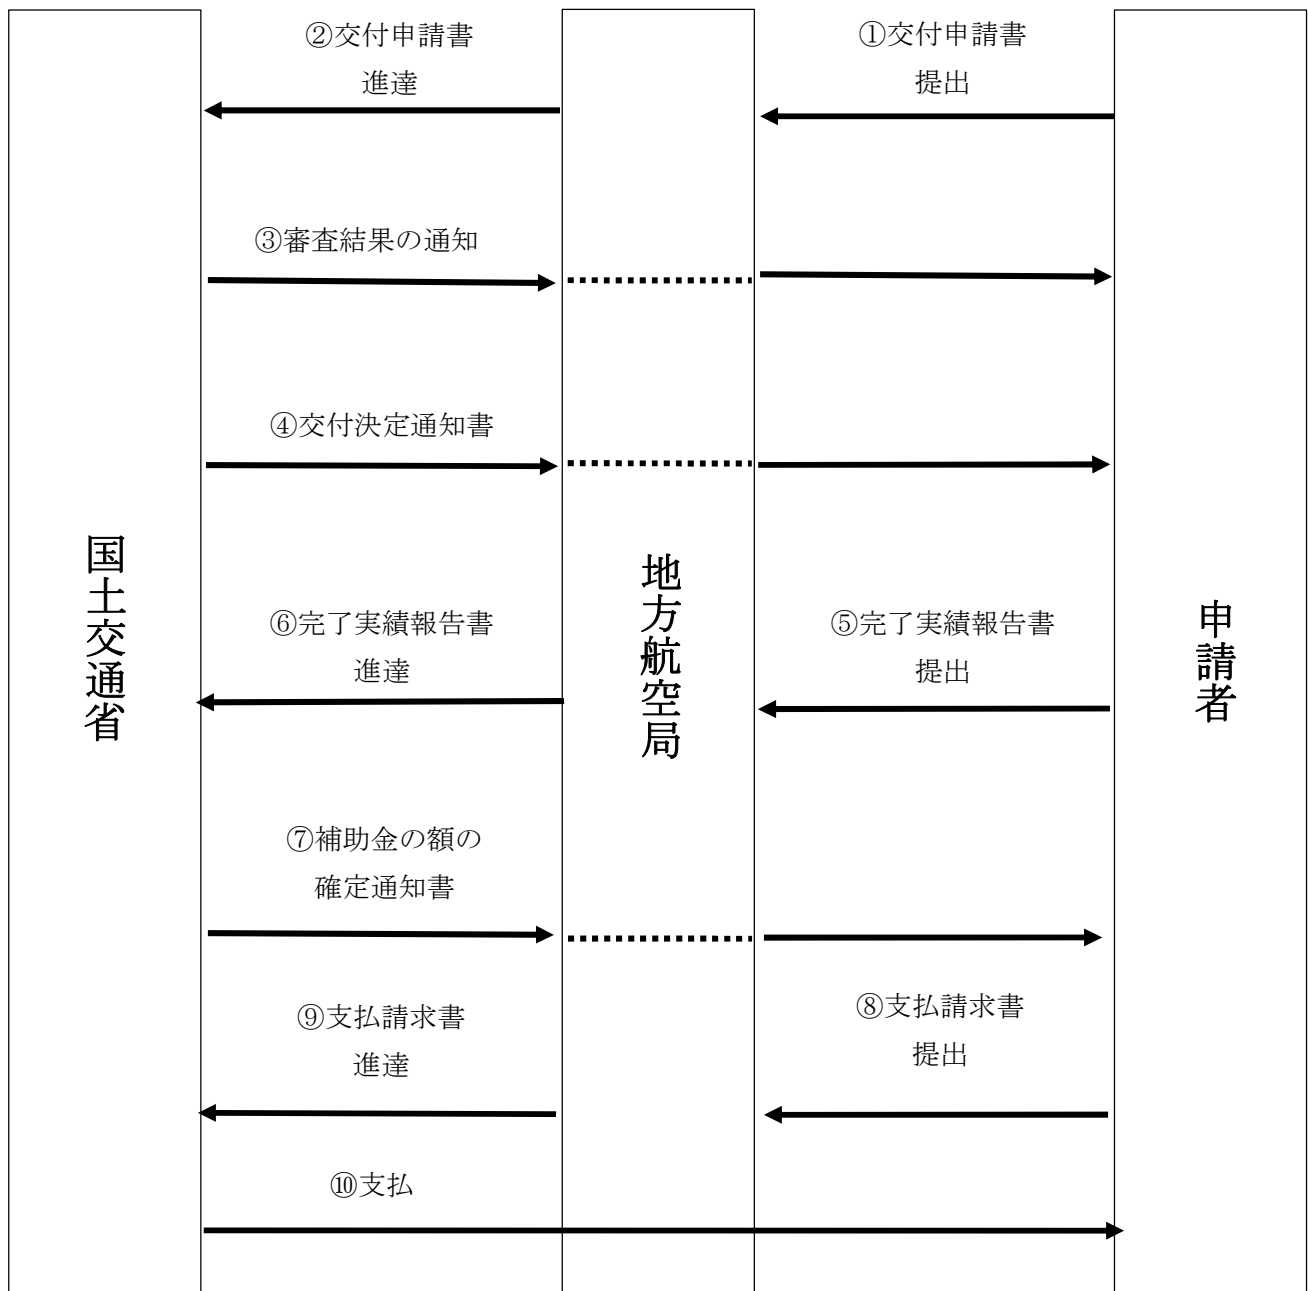 ②交付申請書
進達
①交付申請書
提出
③審査結果の通知
④交付決定通知書
国土交通省
地方航空局
申請者
⑥完了実績報告書
進達
⑤完了実績報告書
提出
⑦補助金の額の
確定通知書
⑨支払請求書
進達
⑧支払請求書
提出
⑩支払